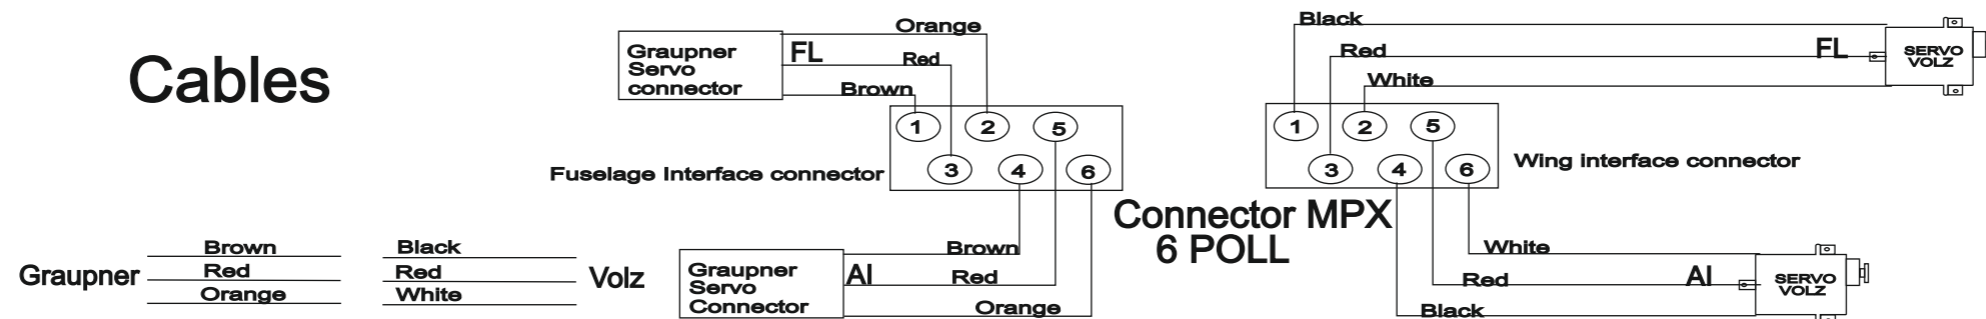 Cables
Graupner
Servo
connector
FL
Orange
Red
Brown
1 2 5
3 4 6
Fuselage Interface connector
Black
Red
White
FL
SERVO
VOLZ
1 2 5
3 4 6
Wing interface connector
Connector MPX
6 POLL
Graupner
Brown
Red
Orange
Black
Red
White
Volz
Graupner
Servo
Connector
AI
Brown
Red
Orange
White
Red
Black
AI
SERVO
VOLZ